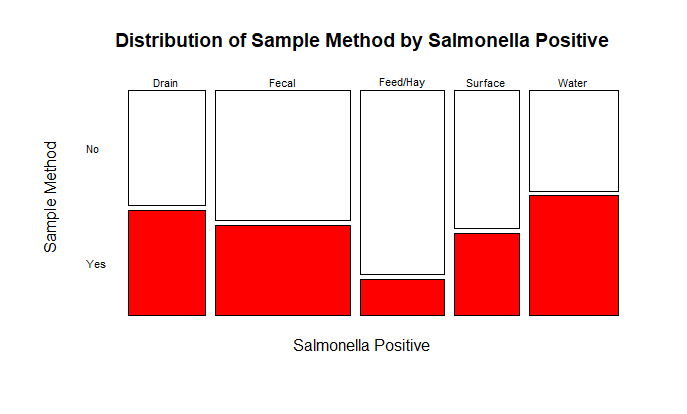 Distribution of Sample Method by Salmonella Positive
Drain Fecal Feed/Hay Surface Water
No
Sample Method
Yes
Salmonella Positive